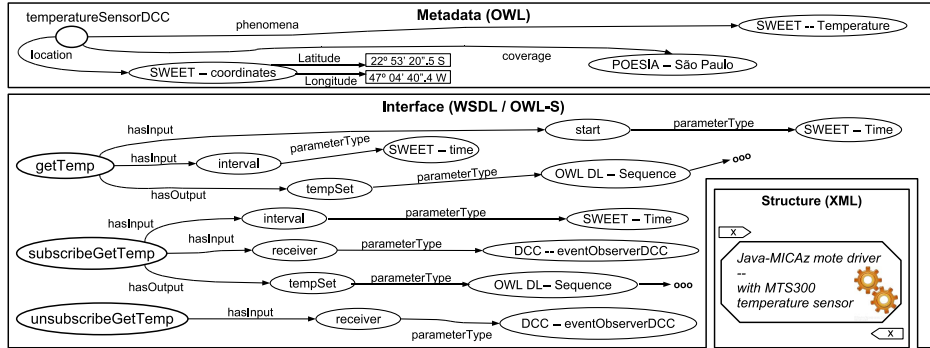 temperatureSensorDCC
Metadata (OWL)
phenomena
SWEET – Temperature
location
Latitude
22º 53' 20".5 S
coverage
SWEET – coordinates
POESIA – São Paulo
Longitude
47º 04' 40".4 W
Interface (WSDL / OWL-S)
hasInput
start
parameterType
SWEET – Time
getTemp
hasInput
interval
parameterType
SWEET – time
hasOutput
tempSet
parameterType
OWL DL – Sequence
ooo
hasInput
interval
parameterType
SWEET – Time
subscribeGetTemp
hasInput
receiver
parameterType
DCC -- eventObserverDCC
hasOutput
tempSet
parameterType
OWL DL– Sequence
ooo
unsubscribeGetTemp
hasInput
receiver
parameterType
DCC – eventObserverDCC
Structure (XML)
X
Java-MICAz mote driver
--
with MTS300
temperature sensor
X